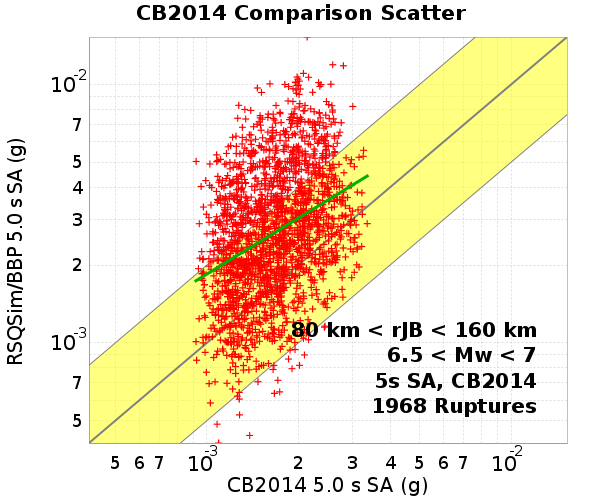 CB2014 Comparison Scatter
RSQSim/BBP 5.0 s SA (g)
10-2
7
5
4
3
2
10-3
7
5
80 km < rJB < 160 km
6.5 < Mw < 7
5s SA, CB2014
1968 Ruptures
5 6 7 10-3 2 3 4 5 6 7 10-2
CB2014 5.0 s SA (g)